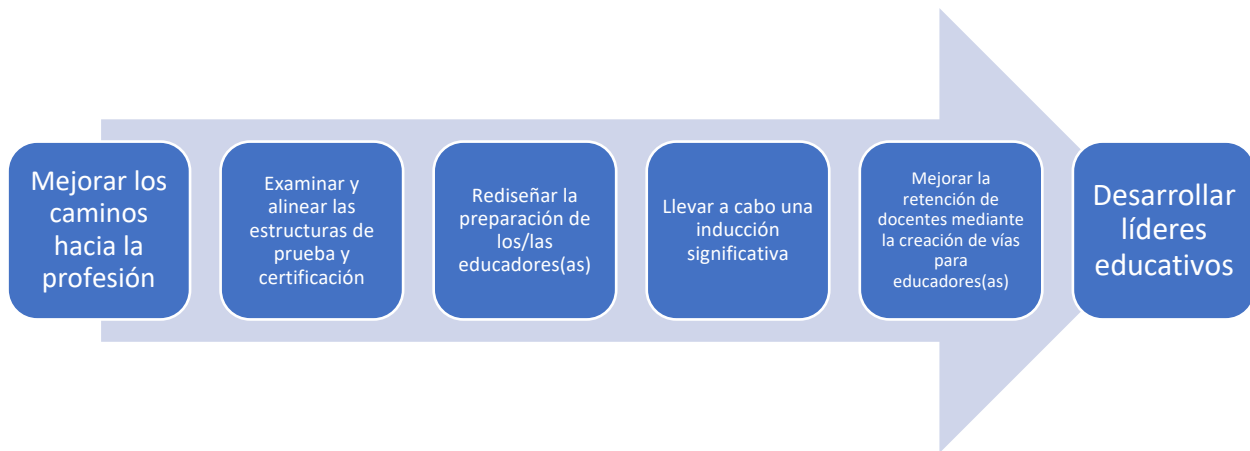 Mejorar los
caminos
hacia la
profesión
Examinar y
alinear las
estructuras de
prueba y
certificación
Rediseñar la
preparación de
los/las
educadores(as)
Llevar a cabo una
inducción
significativa
Mejorar la
retención de
docentes mediante
la creación de vías
para
educadores(as)
Desarrollar
líderes
educativos